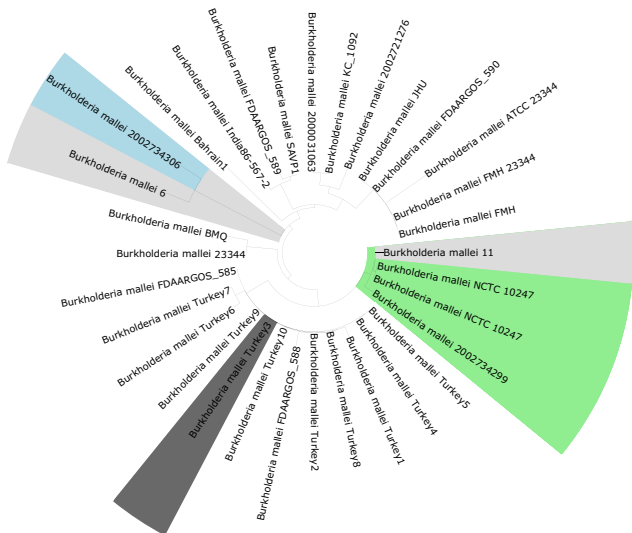 Burkholderia mallei 2000031063
Burkholderia mallei KC_1092
Burkholderia mallei 2002721276
Burkholderia mallei JHU
Burkholderia mallei FDAARGOS_590
Burkholderia mallei ATCC 23344
Burkholderia mallei FMH 23344
Burkholderia mallei FMH
Burkholderia mallei 11
Burkholderia mallei NCTC 10247
Burkholderia mallei NCTC 10247
Burkholderia mallei 2002734299
Burkholderia mallei Turkey5
Burkholderia mallei Turkey4
Burkholderia mallei Turkey1
Burkholderia mallei Turkey8
Burkholderia mallei Turkey2
Burkholderia mallei FDAARGOS_588
Burkholderia mallei Turkey10
Burkholderia mallei Turkey3
Burkholderia mallei Turkey9
Burkholderia mallei Turkey6
Burkholderia mallei Turkey7
Burkholderia mallei FDAARGOS_585
Burkholderia mallei 23344
Burkholderia mallei BMQ
Burkholderia mallei 6
Burkholderia mallei 2002734306
Burkholderia mallei Bahrain1
Burkholderia mallei India86-567-2
Burkholderia mallei FDAARGOS_589
Burkholderia mallei SAVP1